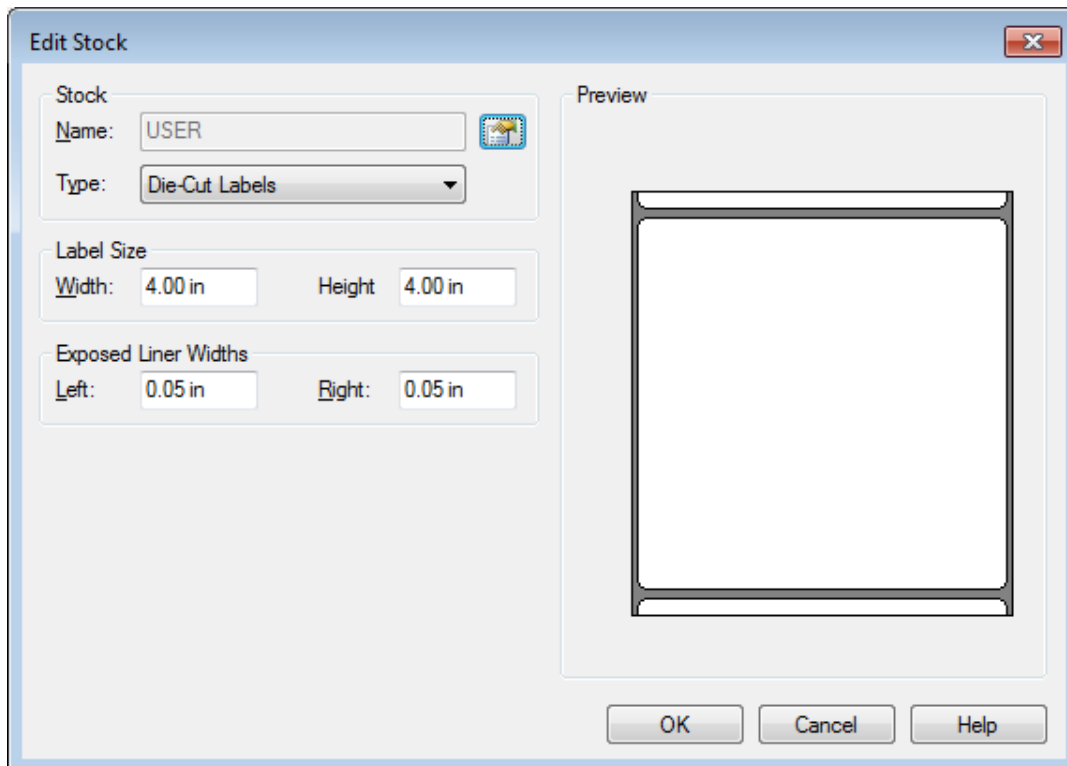 Edit Stock
Stock
Name: USER
Type: Die-Cut Labels
Label Size
Width: 4.00 in Height 4.00 in
Exposed Liner Widths
Left: 0.05 in Right: 0.05 in
Preview
OK Cancel Help